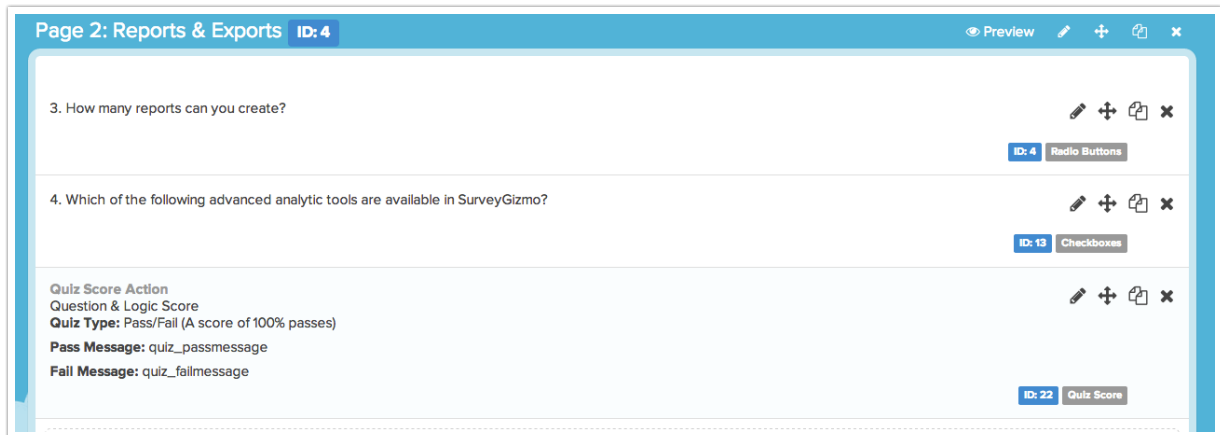 Page 2: Reports & Exports ID: 4 Preview
3. How many reports can you create?
ID: 4 Radio Buttons
4. Which of the following advanced analytic tools are available in SurveyGizmo?
ID: 13 Checkboxes
Quiz Score Action
Question & Logic Score
Quiz Type: Pass/Fail (A score of 100% passes)
Pass Message: quiz_passmessage
Fail Message: quiz_failmessage
ID: 22 Quiz Score